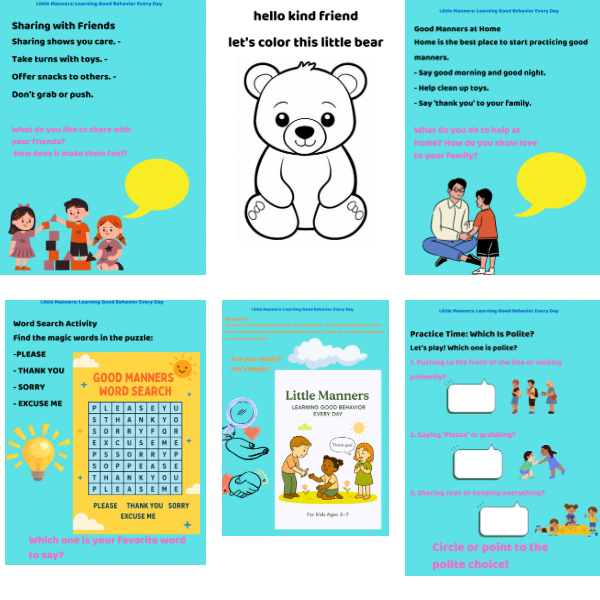 Little Manners: Learning Good Behavior Every Day
Sharing with Friends
Sharing shows you care. -
Take turns with toys. -
Offer snacks to others. -
Don't grab or push.
What do you like to share with
your friends?
How does it make them feel?
hello kind friend
let's color this little bear
Little Manners: Learning Good Behavior Every Day
Good Manners at Home
Home is the best place to start practicing good
manners.
- Say good morning and good night.
- Help clean up toys.
- Say 'thank you' to your family.
What do you do to help at
home? How do you show love
to your family?
Little Manners: Learning Good Behavior Every Day
Word Search Activity
Find the magic words in the puzzle:
-PLEASE
- THANK YOU
- SORRY
- EXCUSE ME
GOOD MANNERS
WORD SEARCH
P L E A S E Y U
S T H A N K Y O
S O R R Y F Q R
E X C U S E M E
P S S O R R Y P
S O P P E A S E
T H A N K Y O U
P L E A S E M E
PLEASE THANK YOU SORRY
EXCUSE ME
Which one is your favorite word
to say?
Little Manners: Learning Good Behavior Every Day
Are you ready?
Let's begin!
Little Manners
LEARNING GOOD BEHAVIOR
EVERY DAY
Thank you!
For Kids Ages 3-7
Little Manners: Learning Good Behavior Every Day
Practice Time: Which Is Polite?
Let's play! Which one is polite?
1. Pushing to the front of the line or waiting
patiently?
2. Saying "Please" or grabbing?
3. Sharing toys or keeping everything?
Circle or point to the
polite choice!